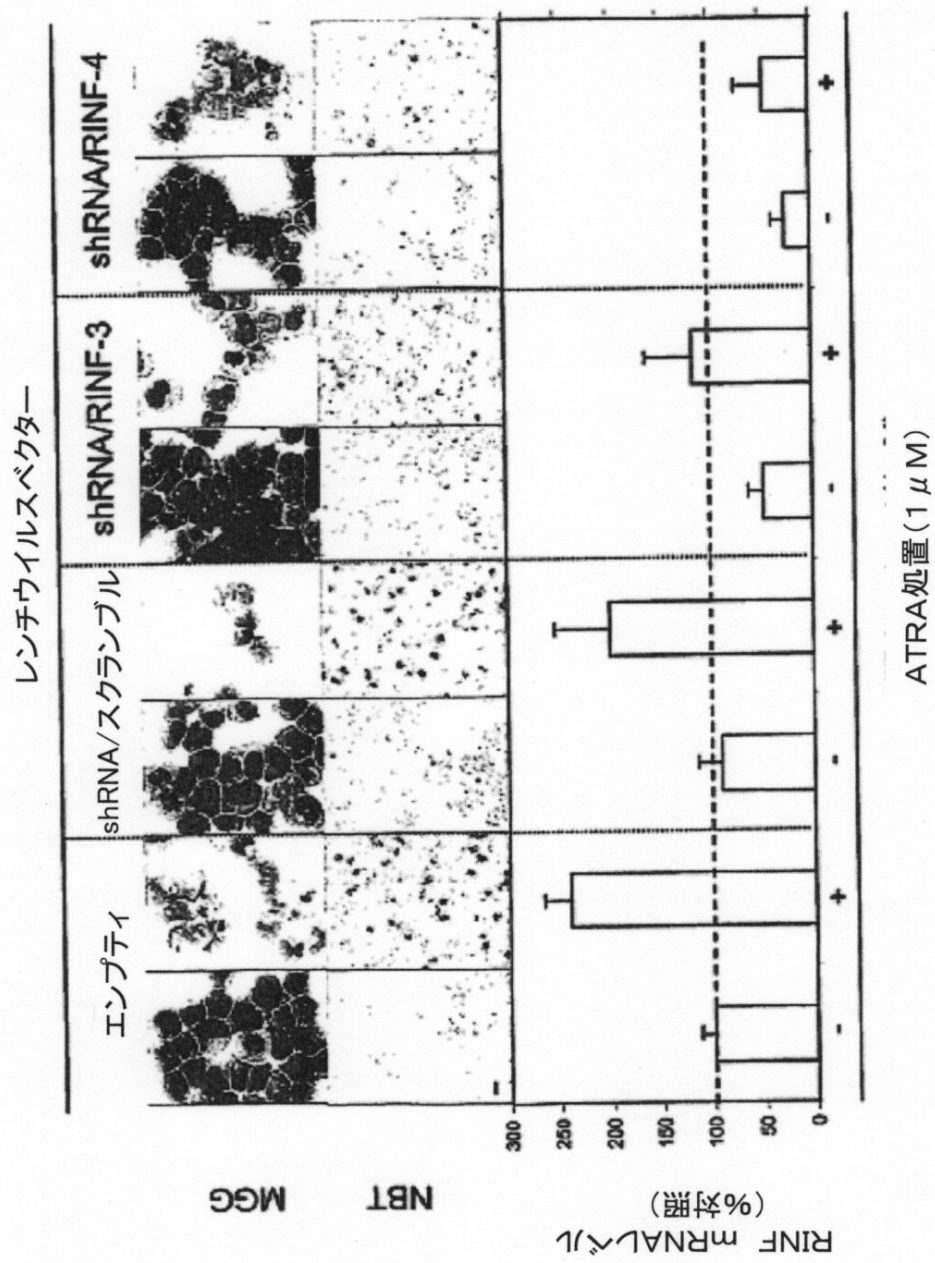 レンチウイルスベクター
エンプティ
shRNA/スクランブル
shRNA/RINF-3
shRNA/RINF-4
MGG
NBT
RINF mRNAレベル
(%対照)
300
250
200
150
100
50
0
- + - + - + - +
ATRA処置(1μM)